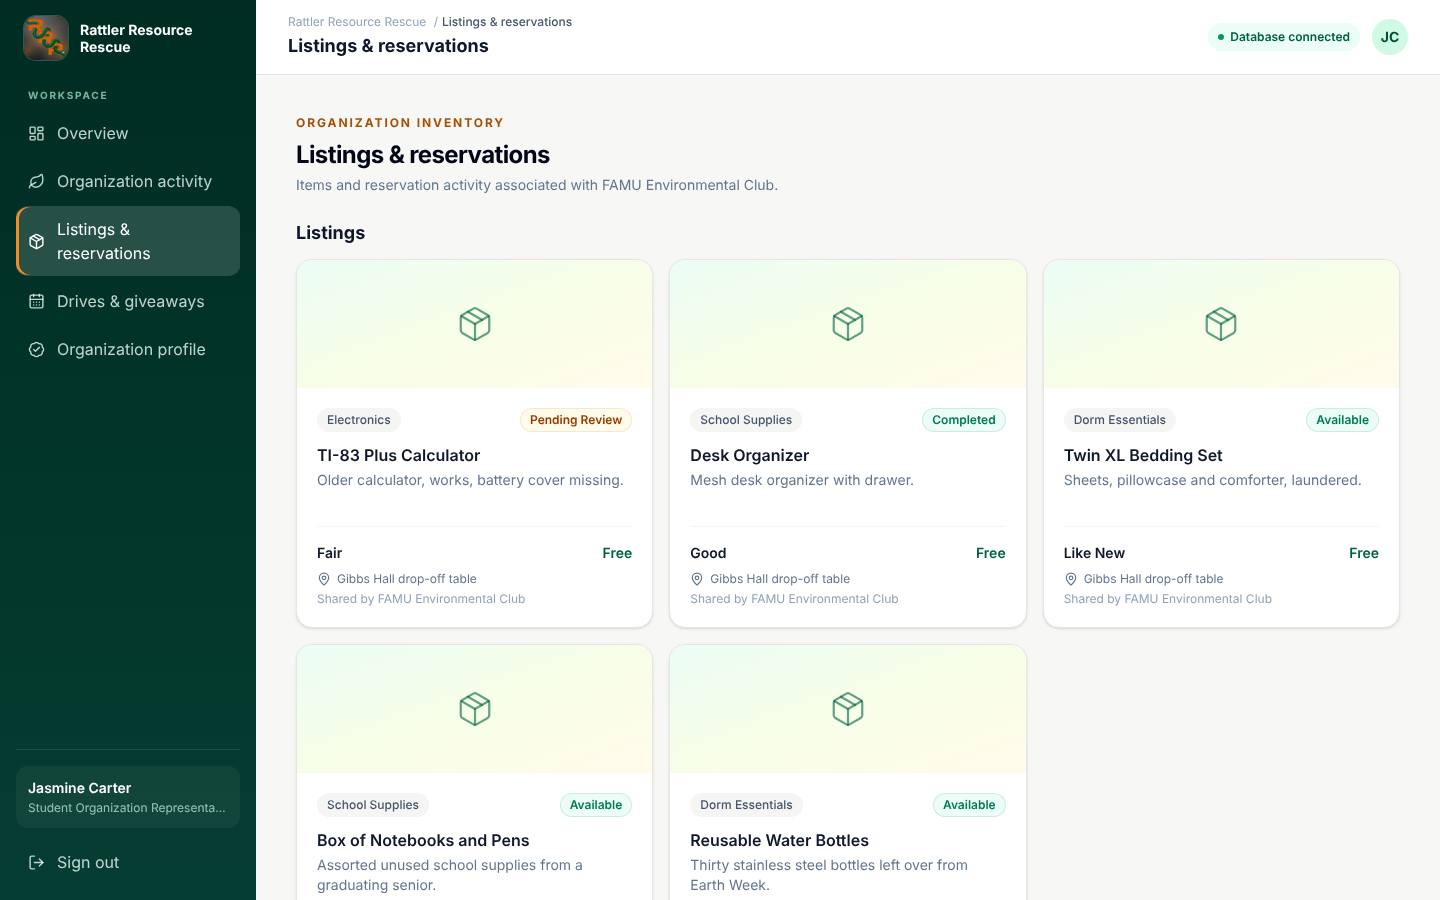 Rattler Resource
Rescue
WORKSPACE
Overview
Organization activity
Listings &
reservations
Drives & giveaways
Organization profile
Jasmine Carter
Student Organization Representa...
Sign out
Rattler Resource Rescue / Listings & reservations
Listings & reservations
Database connected
JC
ORGANIZATION INVENTORY
Listings & reservations
Items and reservation activity associated with FAMU Environmental Club.
Listings
Electronics
Pending Review
TI-83 Plus Calculator
Older calculator, works, battery cover missing.
Fair
Free
Gibbs Hall drop-off table
Shared by FAMU Environmental Club
School Supplies
Completed
Desk Organizer
Mesh desk organizer with drawer.
Good
Free
Gibbs Hall drop-off table
Shared by FAMU Environmental Club
Dorm Essentials
Available
Twin XL Bedding Set
Sheets, pillowcase and comforter, laundered.
Like New
Free
Gibbs Hall drop-off table
Shared by FAMU Environmental Club
School Supplies
Available
Box of Notebooks and Pens
Assorted unused school supplies from a
graduating senior.
Dorm Essentials
Available
Reusable Water Bottles
Thirty stainless steel bottles left over from
Earth Week.